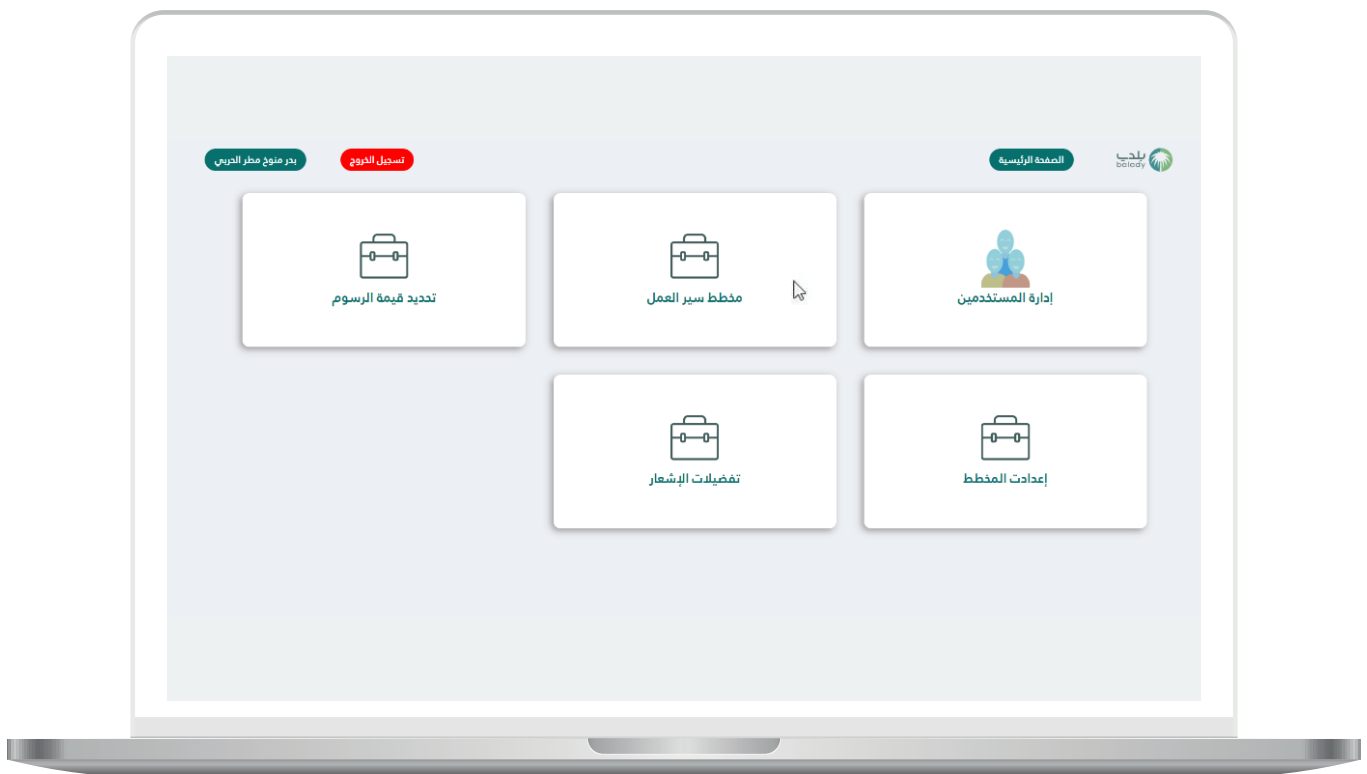 بلدي
balady
الصفحة الرئيسية
تسجيل الخروج
بدر منوخ مطر الحربي
إدارة المستخدمين
مخطط سير العمل
تحديد قيمة الرسوم
إعدادت المخطط
تفضيلات الإشعار